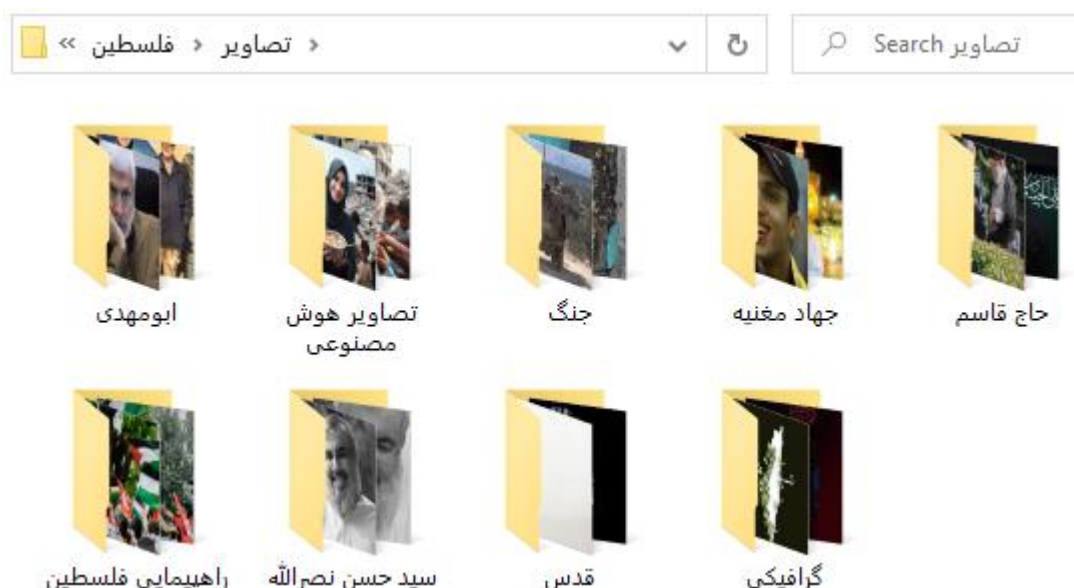 « فلسطین › تصاویر ›
Search تصاویر
ابومهدی
تصاویر هوش
مصنوعی
جنگ
جهاد مغنیه
حاج قاسم
راهپیمایی فلسطین
سید حسن نصرالله
قدس
گرافیکی